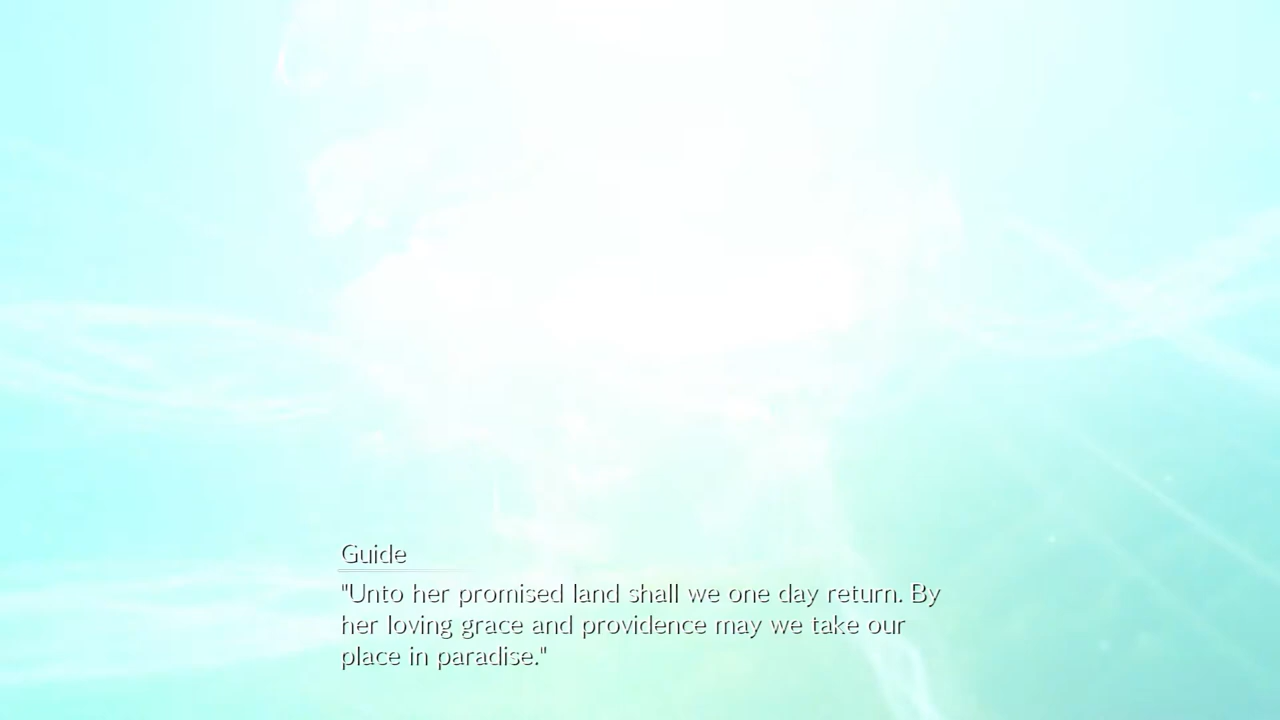 Guide
"Unto her promised land shall we one day return. By
her loving grace and providence may we take our
place in paradise."